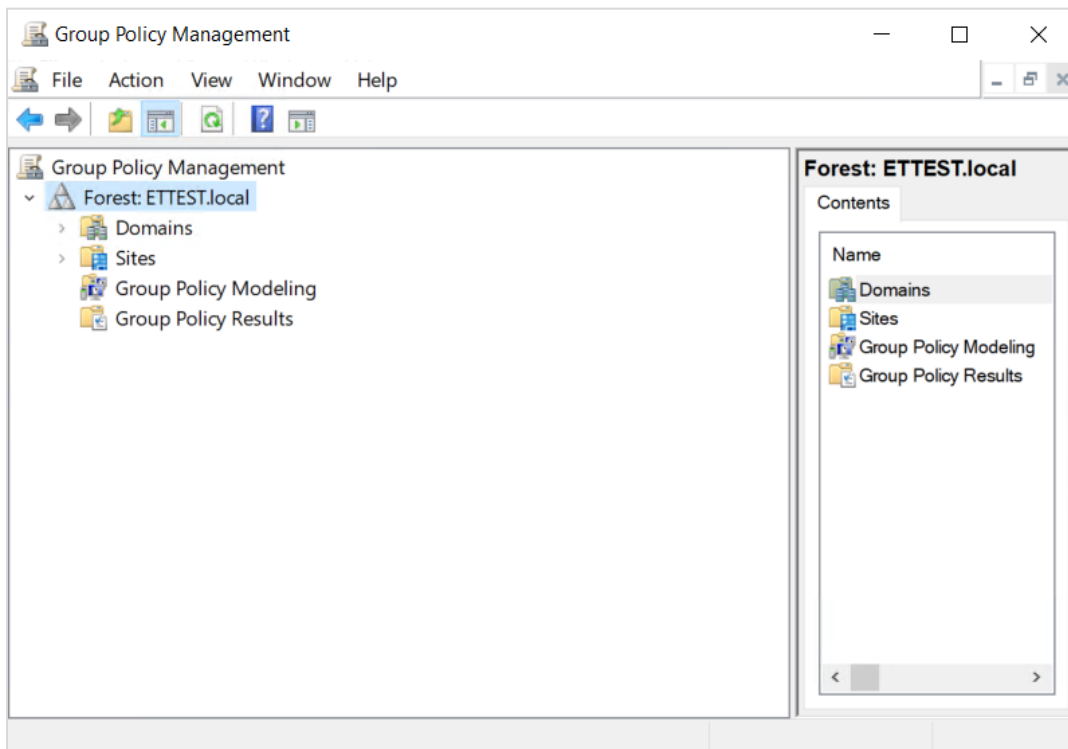 Group Policy Management
File Action View Window Help
Group Policy Management
Forest: ETTEST.local
Domains
Sites
Group Policy Modeling
Group Policy Results
Forest: ETTEST.local
Contents
Name
Domains
Sites
Group Policy Modeling
Group Policy Results